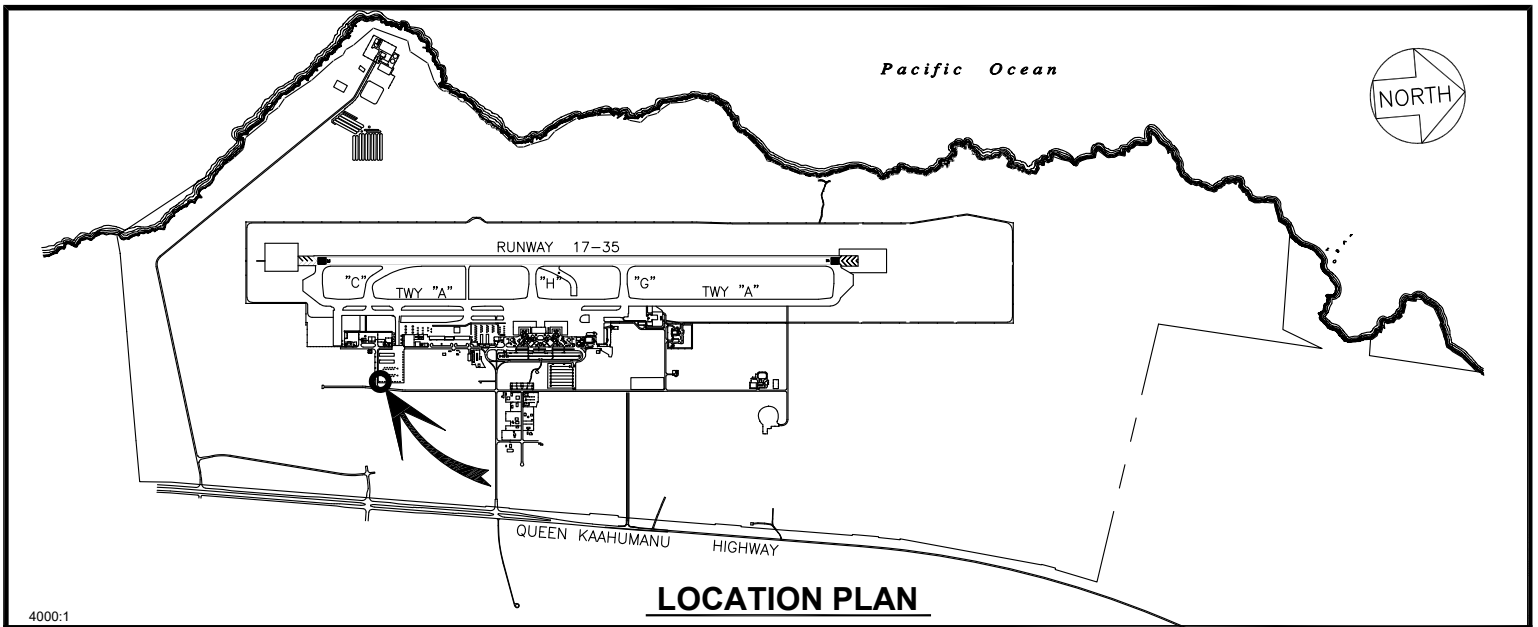 Pacific Ocean
NORTH
RUNWAY 17-35
"C"
"H"
"G"
TWY "A"
TWY "A"
QUEEN KAAHUMANU HIGHWAY
LOCATION PLAN
4000:1